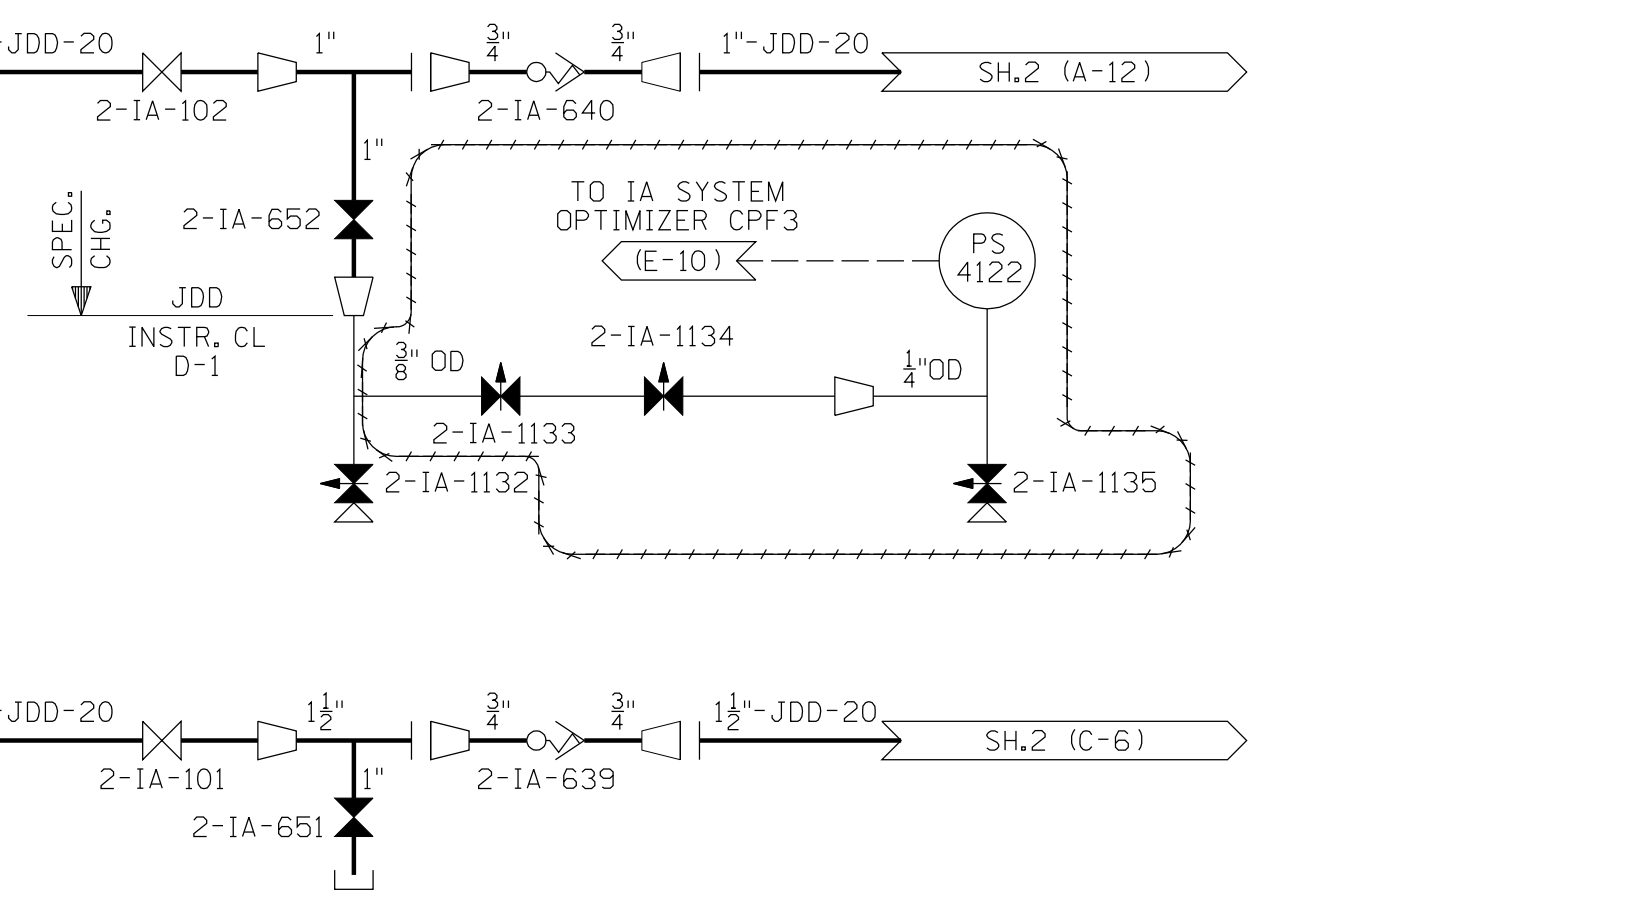 -JDD-20
1"
3/4"
3/4"
1"-JDD-20
SH.2 (A-12)
2-IA-102
2-IA-640
1"
TO IA SYSTEM
OPTIMIZER CPF3
(E-10)
PS
4122
SPEC.
CHG.
2-IA-652
JDD
INSTR. CL
D-1
3/8" OD
2-IA-1134
1/4"OD
2-IA-1133
2-IA-1132
2-IA-1135
-JDD-20
1 1/2"
3/4"
3/4"
1 1/2"-JDD-20
SH.2 (C-6)
2-IA-101
1"
2-IA-639
2-IA-651